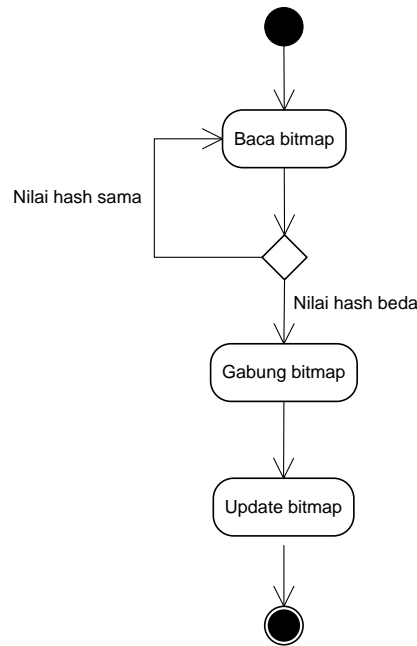 Baca bitmap
Nilai hash sama
Nilai hash beda
Gabung bitmap
Update bitmap